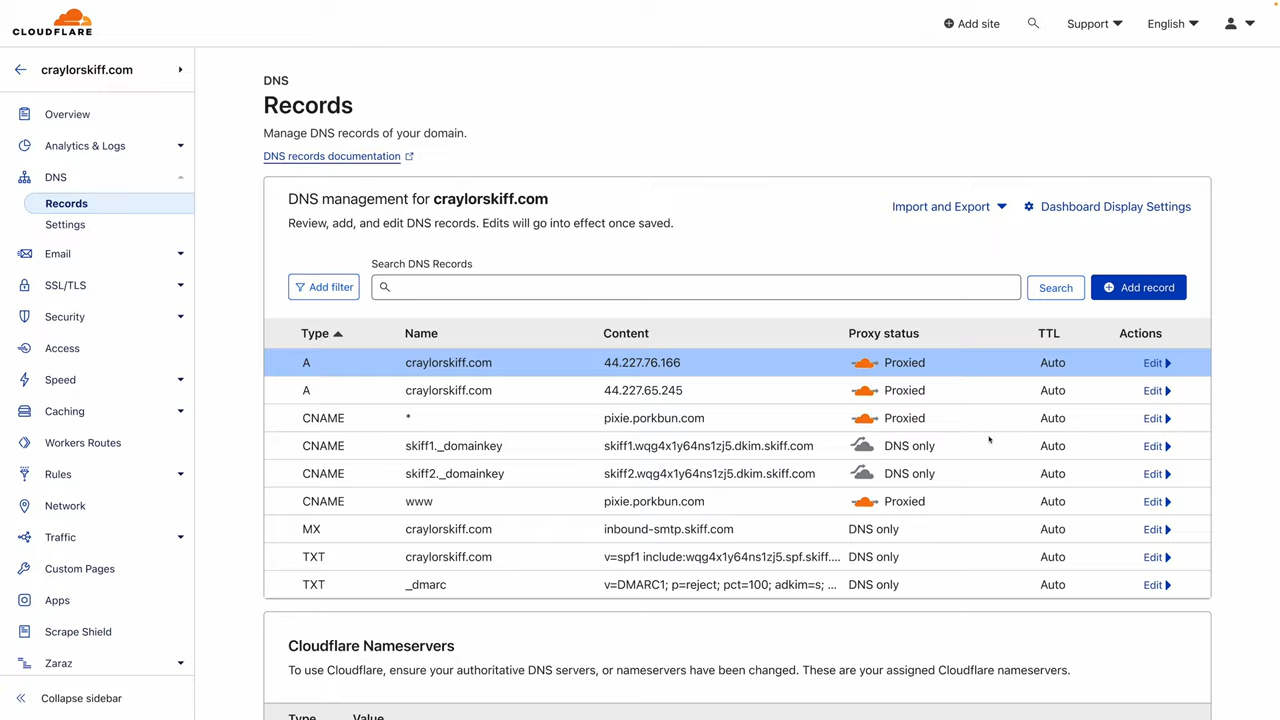 CLOUDFLARE
Add site
Support
English
craylorskiff.com
Overview
Analytics & Logs
DNS
Records
Settings
Email
SSL/TLS
Security
Access
Speed
Caching
Workers Routes
Rules
Network
Traffic
Custom Pages
Apps
Scrape Shield
Zaraz
Collapse sidebar
DNS
Records
Manage DNS records of your domain.
DNS records documentation
DNS management for craylorskiff.com
Review, add, and edit DNS records. Edits will go into effect once saved.
Import and Export
Dashboard Display Settings
Search DNS Records
Add filter
Search
Add record
Type Name Content Proxy status TTL Actions
A craylorskiff.com 44.227.76.166 Proxied Auto Edit
A craylorskiff.com 44.227.65.245 Proxied Auto Edit
CNAME * pixie.porkbun.com Proxied Auto Edit
CNAME skiff1._domainkey skiff1.wqg4x1y64ns1zj5.dkim.skiff.com DNS only Auto Edit
CNAME skiff2._domainkey skiff2.wqg4x1y64ns1zj5.dkim.skiff.com DNS only Auto Edit
CNAME www pixie.porkbun.com Proxied Auto Edit
MX craylorskiff.com inbound-smtp.skiff.com DNS only Auto Edit
TXT craylorskiff.com v=spf1 include:wqg4x1y64ns1zj5.spf.skiff.... DNS only Auto Edit
TXT _dmarc v=DMARC1; p=reject; pct=100; adkim=s; ... DNS only Auto Edit
Cloudflare Nameservers
To use Cloudflare, ensure your authoritative DNS servers, or nameservers have been changed. These are your assigned Cloudflare nameservers.
Type Value